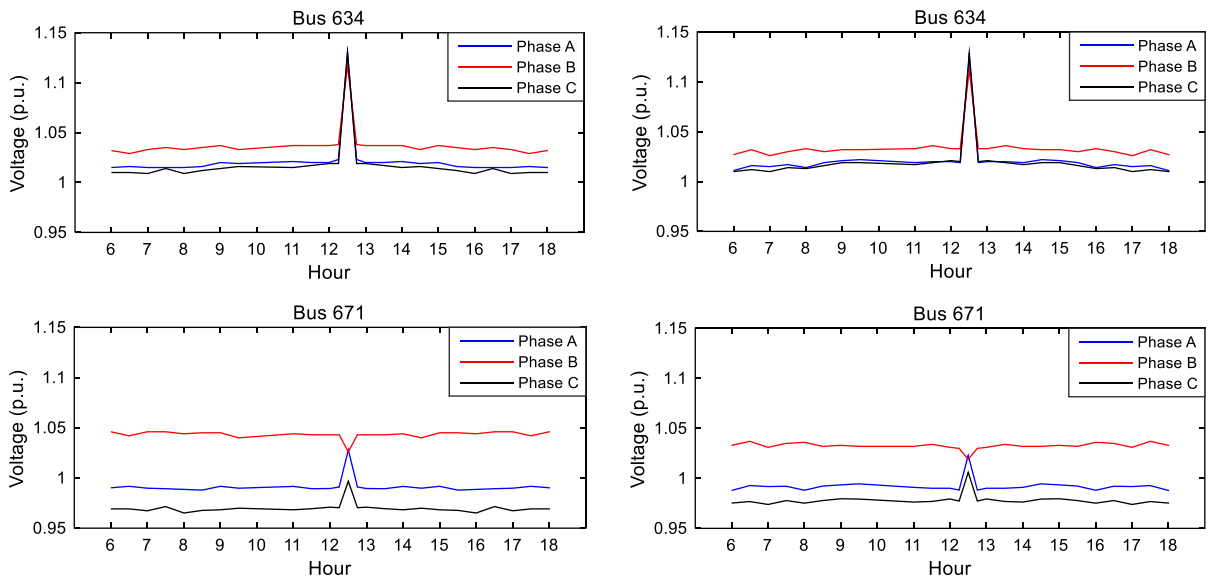 Bus 634
1.15
1.1
1.05
1
0.95
Voltage (p.u.)
Phase A
Phase B
Phase C
6 7 8 9 10 11 12 13 14 15 16 17 18
Hour
Bus 634
1.15
1.1
1.05
1
0.95
Voltage (p.u.)
Phase A
Phase B
Phase C
6 7 8 9 10 11 12 13 14 15 16 17 18
Hour
Bus 671
1.15
1.1
1.05
1
0.95
Voltage (p.u.)
Phase A
Phase B
Phase C
6 7 8 9 10 11 12 13 14 15 16 17 18
Hour
Bus 671
1.15
1.1
1.05
1
0.95
Voltage (p.u.)
Phase A
Phase B
Phase C
6 7 8 9 10 11 12 13 14 15 16 17 18
Hour